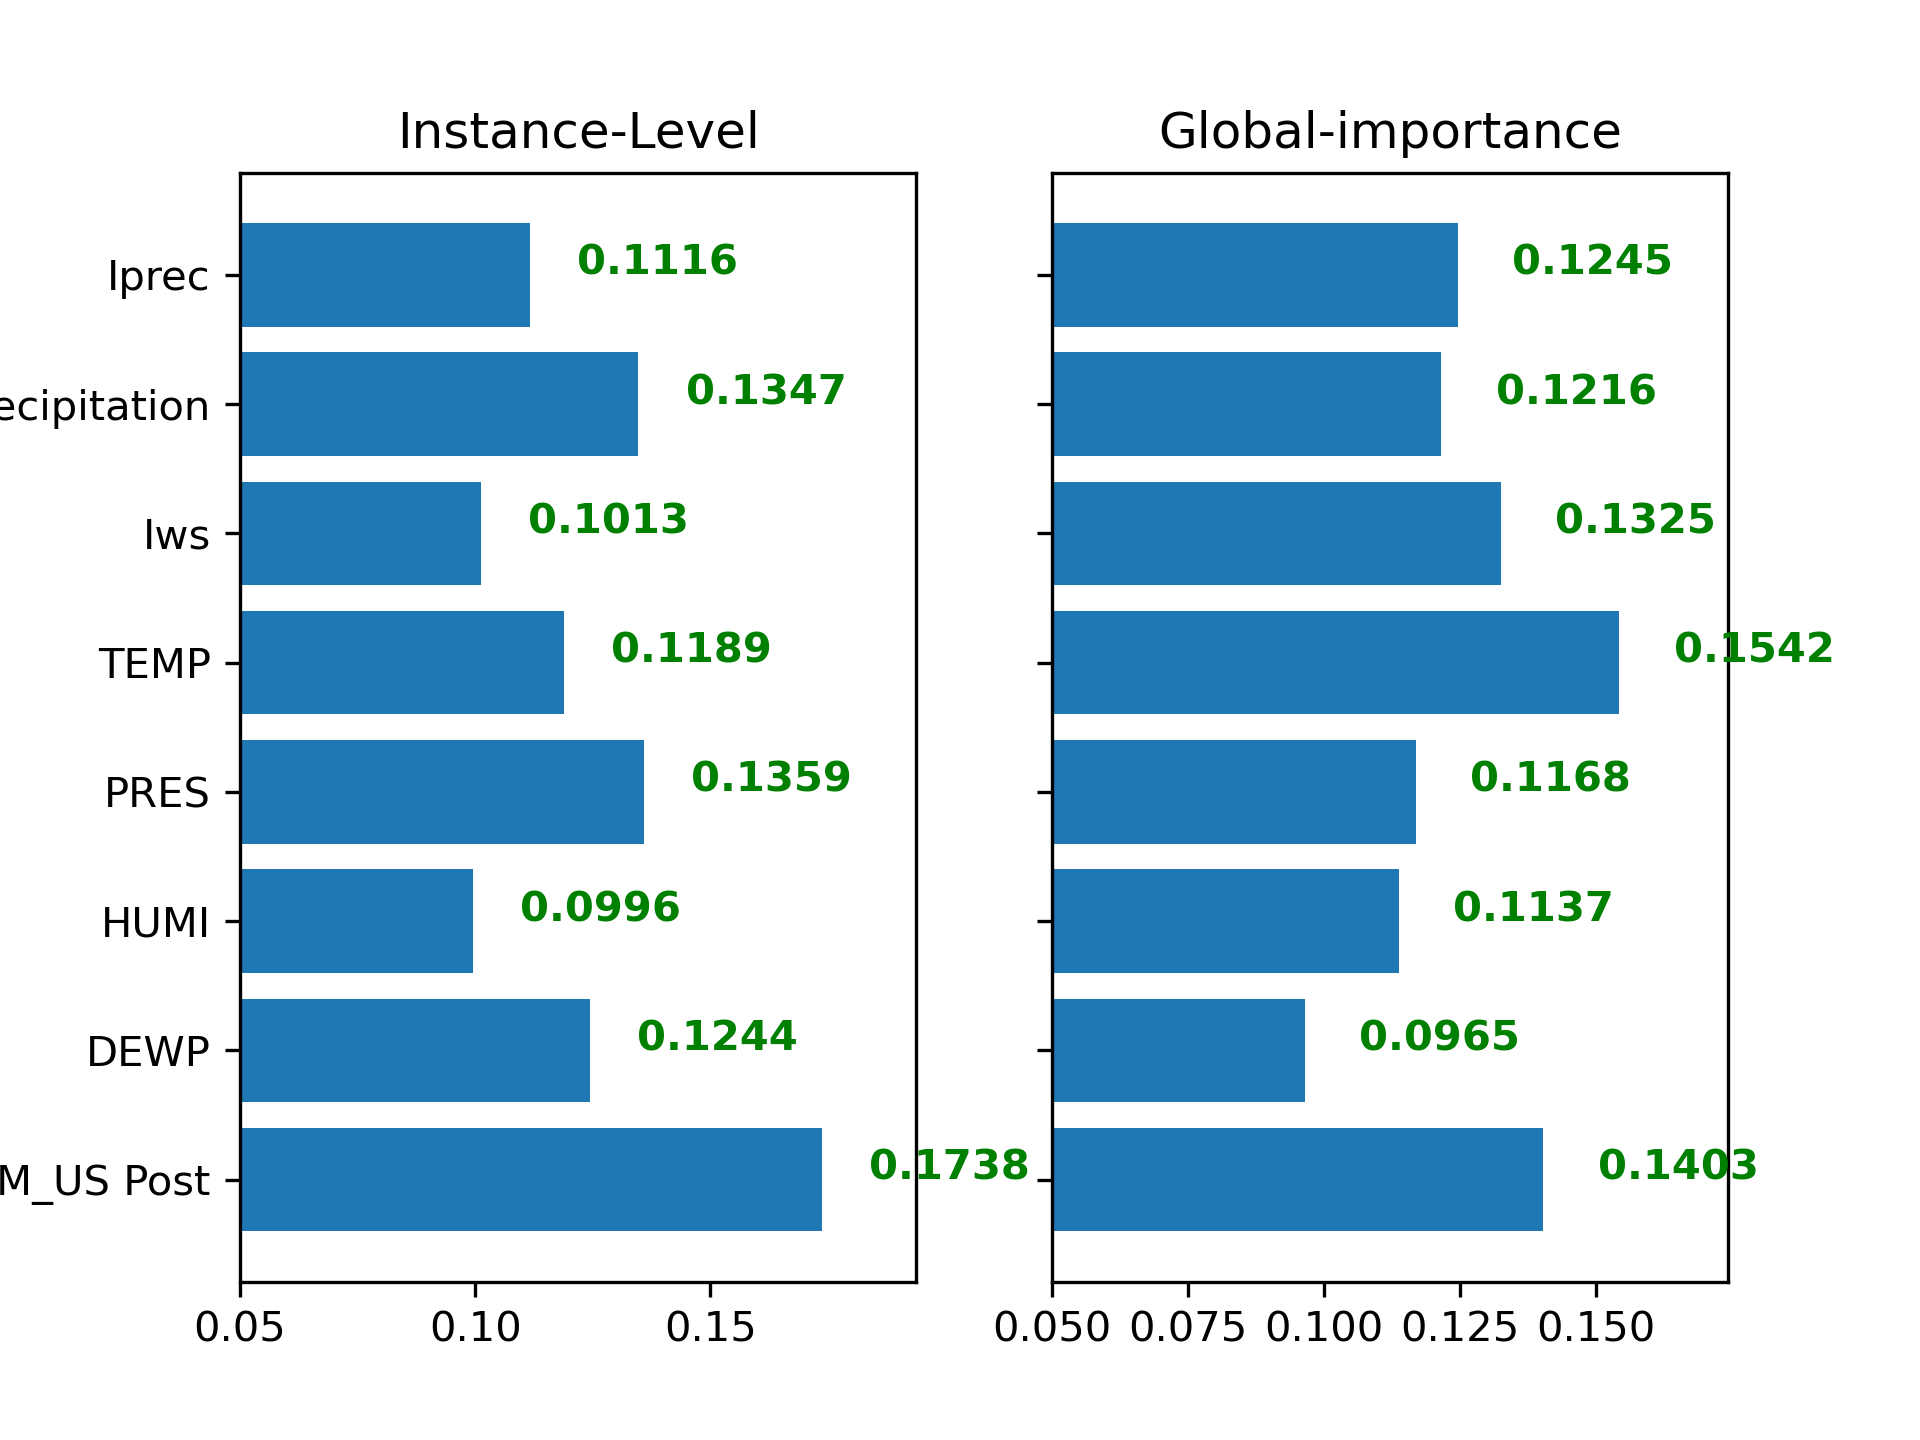 Instance-Level Global-importance
Iprec 0.1116 0.1245
ecipitation 0.1347 0.1216
Iws 0.1013 0.1325
TEMP 0.1189 0.1542
PRES 0.1359 0.1168
HUMI 0.0996 0.1137
DEWP 0.1244 0.0965
M_US Post 0.1738 0.1403
0.05 0.10 0.15 0.050 0.075 0.100 0.125 0.150